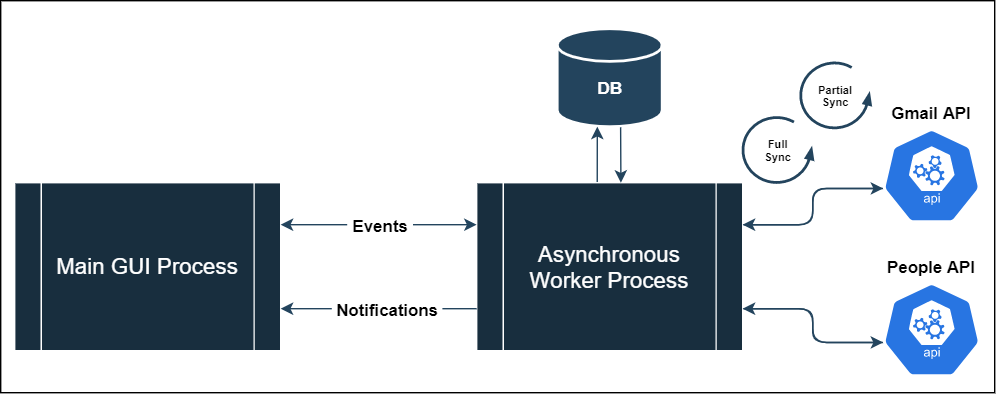 DB
Partial
Sync
Full
Sync
Gmail API
api
Main GUI Process
Events
Notifications
Asynchronous
Worker Process
People API
api